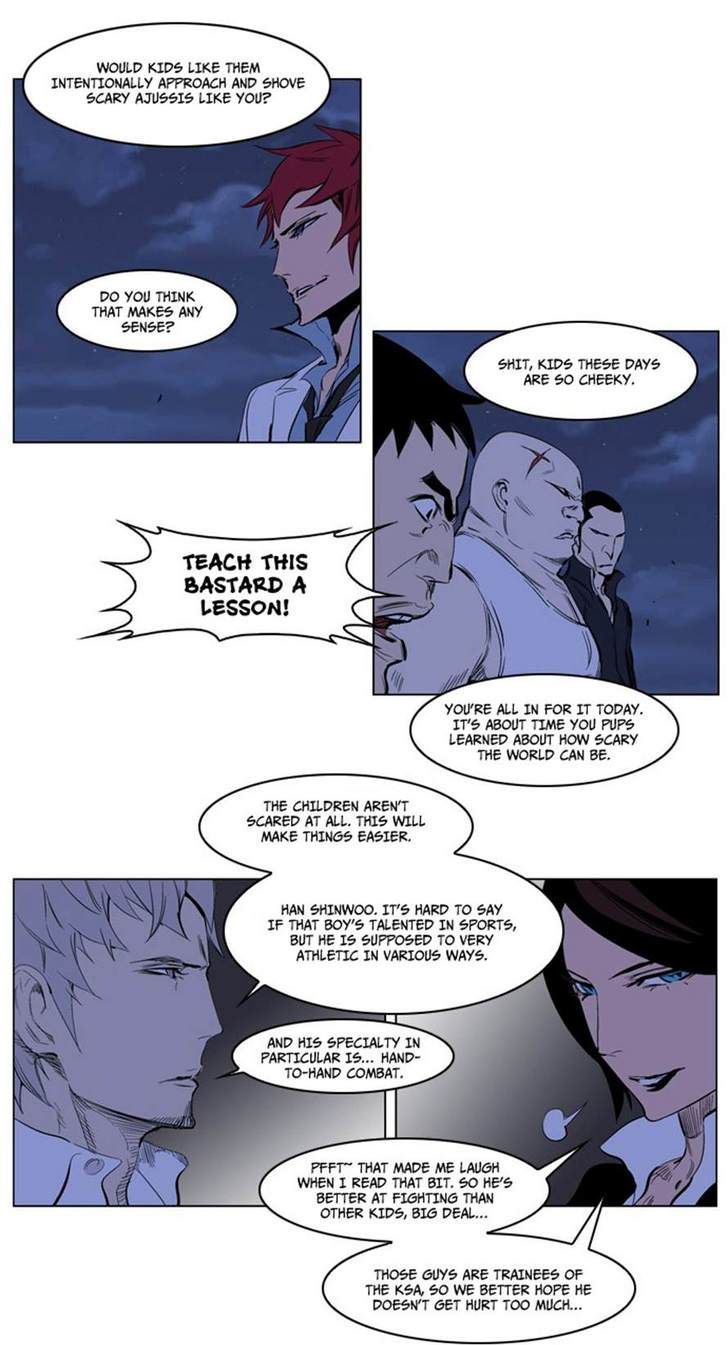 WOULD KIDS LIKE THEM
INTENTIONALLY APPROACH AND SHOVE
SCARY AJUSSIS LIKE YOU?
DO YOU THINK
THAT MAKES ANY
SENSE?
SHIT, KIDS THESE DAYS
ARE SO CHEEKY.
TEACH THIS
BASTARD A
LESSON!
YOU'RE ALL IN FOR IT TODAY.
IT'S ABOUT TIME YOU PUPS
LEARNED ABOUT HOW SCARY
THE WORLD CAN BE.
THE CHILDREN AREN'T
SCARED AT ALL. THIS WILL
MAKE THINGS EASIER.
HAN SHINWOO. IT'S HARD TO SAY
IF THAT BOY'S TALENTED IN SPORTS,
BUT HE IS SUPPOSED TO VERY
ATHLETIC IN VARIOUS WAYS.
AND HIS SPECIALTY IN
PARTICULAR IS... HAND-
TO-HAND COMBAT.
PFFT~ THAT MADE ME LAUGH
WHEN I READ THAT BIT. SO HE'S
BETTER AT FIGHTING THAN
OTHER KIDS, BIG DEAL...
THOSE GUYS ARE TRAINEES OF
THE KSA, SO WE BETTER HOPE HE
DOESN'T GET HURT TOO MUCH...